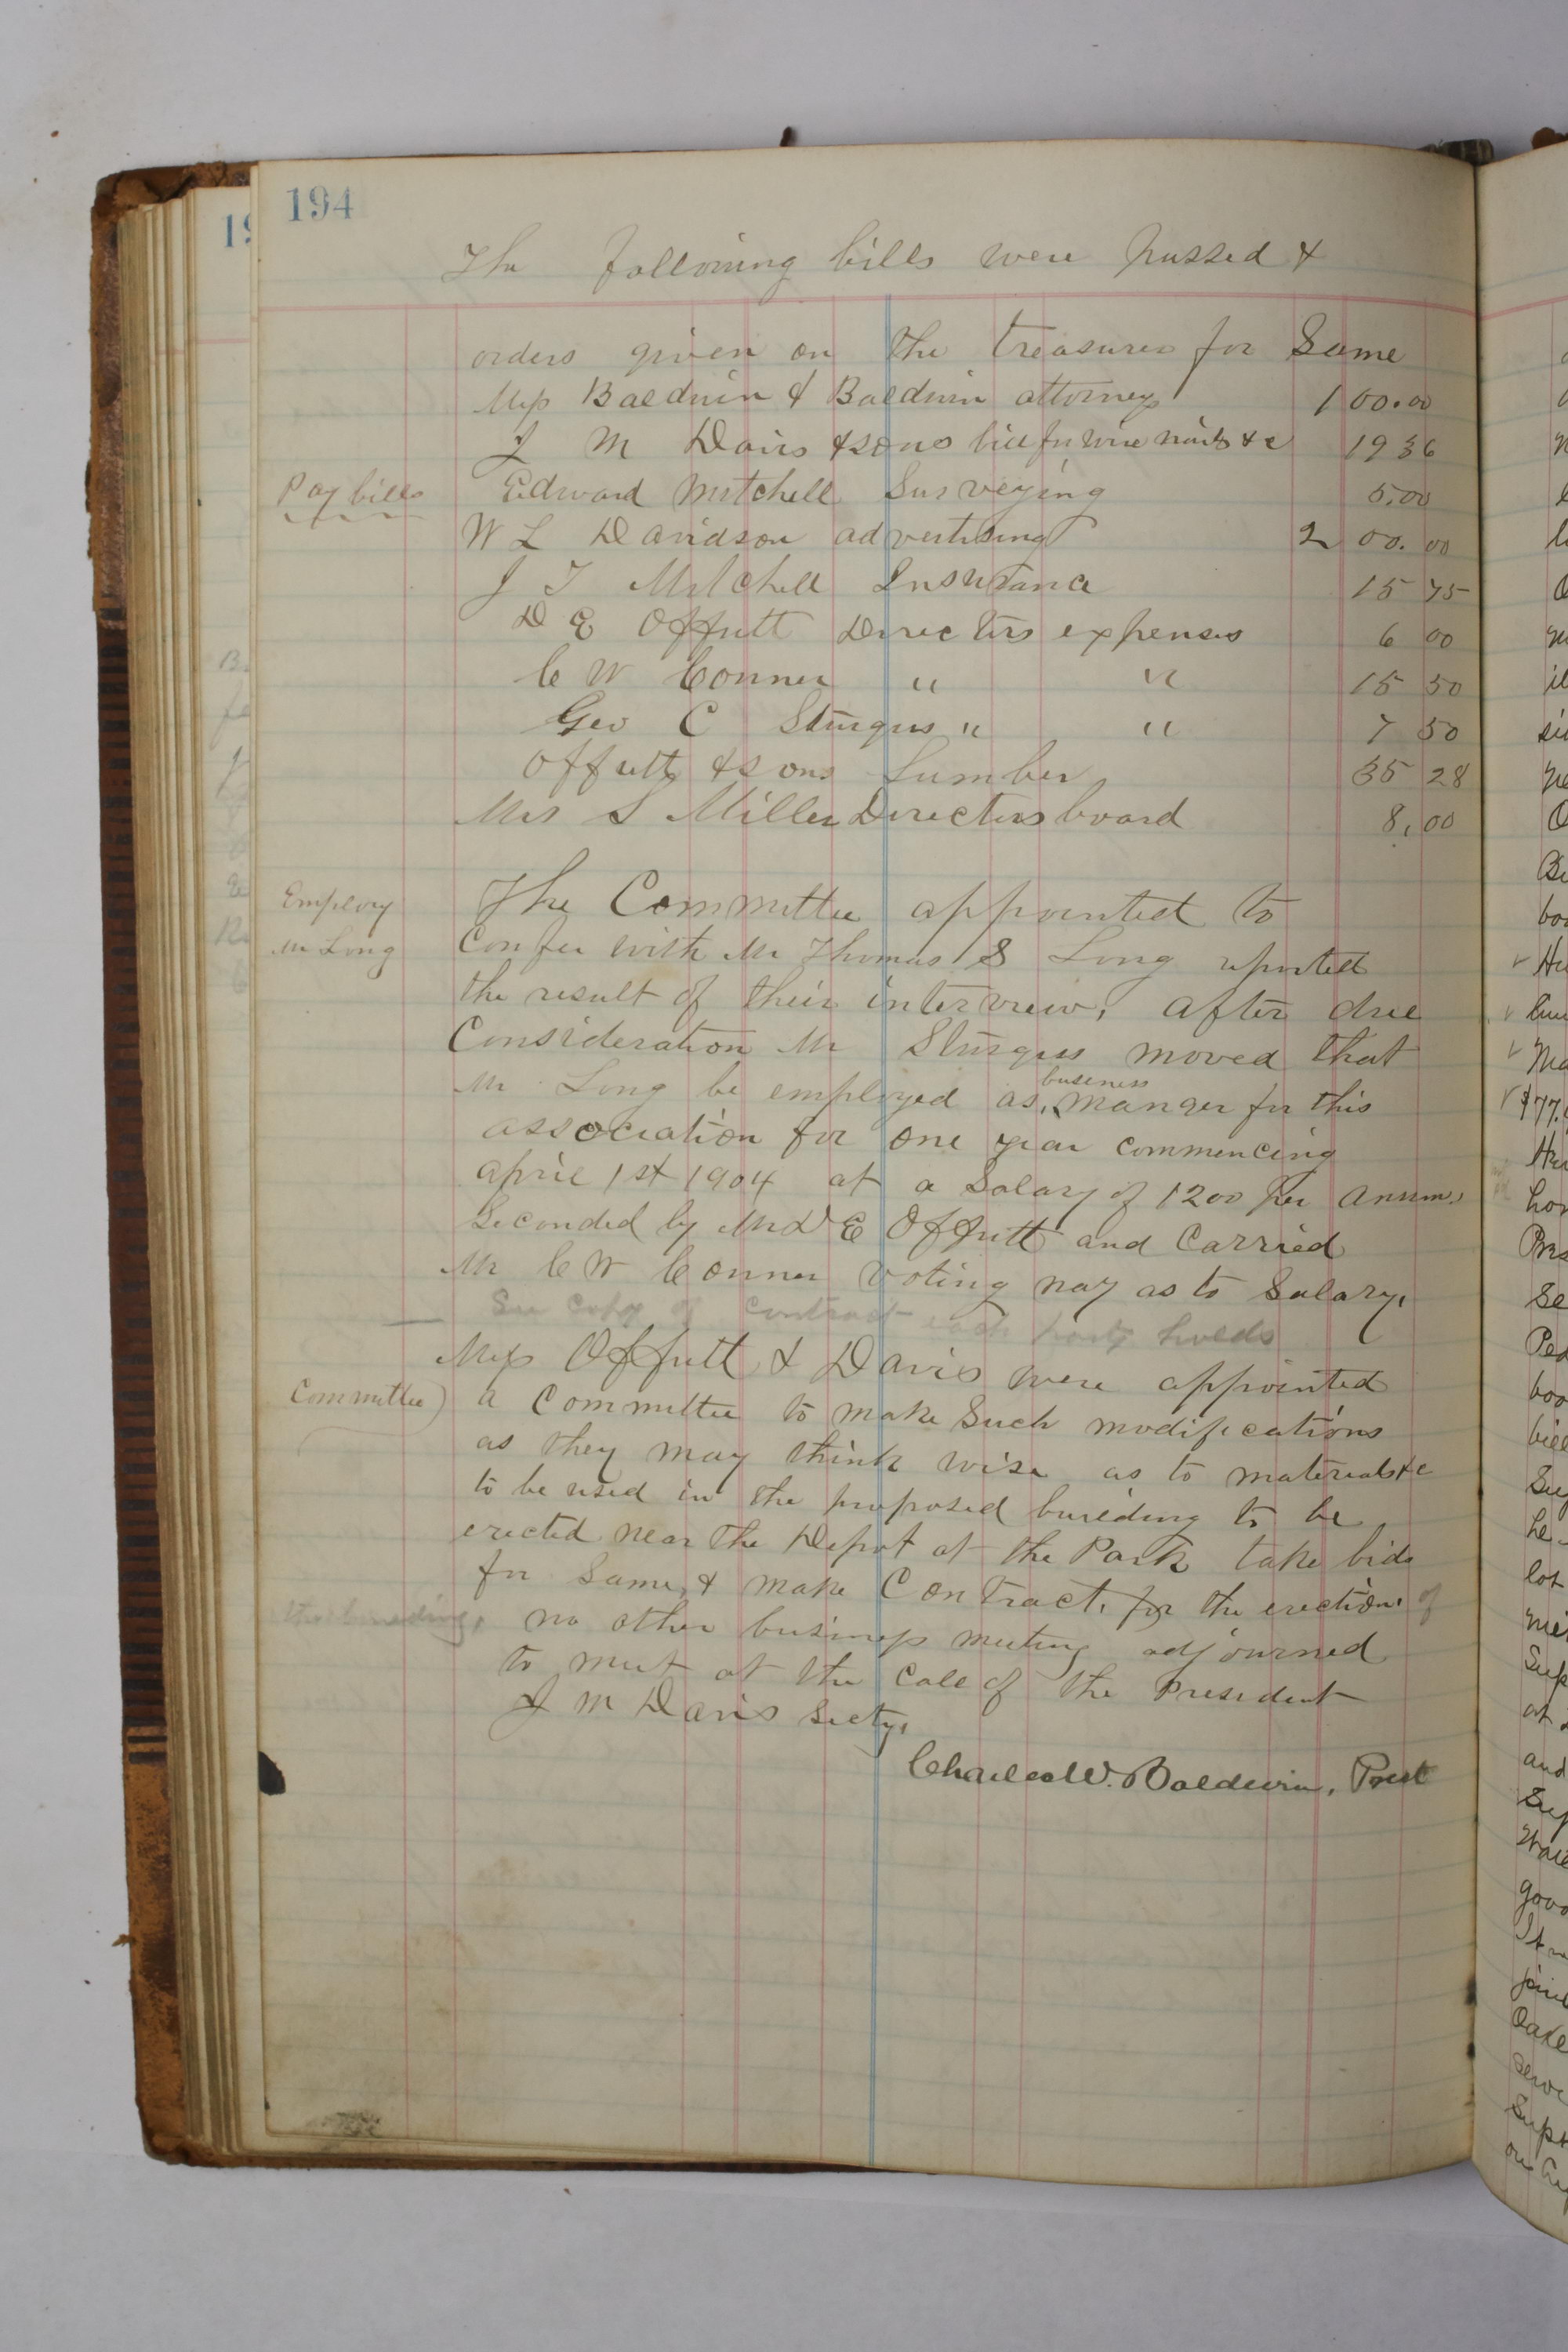 194
The following bills were passed &
orders given on the treasurer for Same
Mess Baldwin & Baldwin attorneys 100.00
J M Davis & sons bill for wire nails &c 19 36
Pay bills
Edward Mitchell Surveying 5.00
W L Davidson advertising 2 00. 00
J T Mitchell Insurance 15 75
D E Offutt Directors expenses 6 00
C W Conner " " 15 50
Geo C Sturgiss " " 7 50
Offutt & sons Lumber 35 28
Mrs S Miller Directors board 8,00
Employ
Mr Long
The Committee appointed to
Confer with Mr Thomas S Long reported
the result of their interview, after due
Consideration Mr Sturgiss moved that
Mr Long be employed as business manger for this
association for one year commencing
april 1st 1904 at a Salary of 1200 per annum,
Seconded by Mr D E Offutt and Carried
Mr C W Conner voting nay as to Salary,
See copy of contract each party holds
Mess Offutt & Davis were appointed
Committee
a Committee to make Such modifications
as they may think wise as to materials &c
to be used in the proposed building to be
erected near the Depot at the Park take bids
for Same, & make Contract, for the erection of
the building,
no other business meeting adjourned
to meet at the Call of the President
J M Davis Secty,
Charles W. Baldwin, Prest